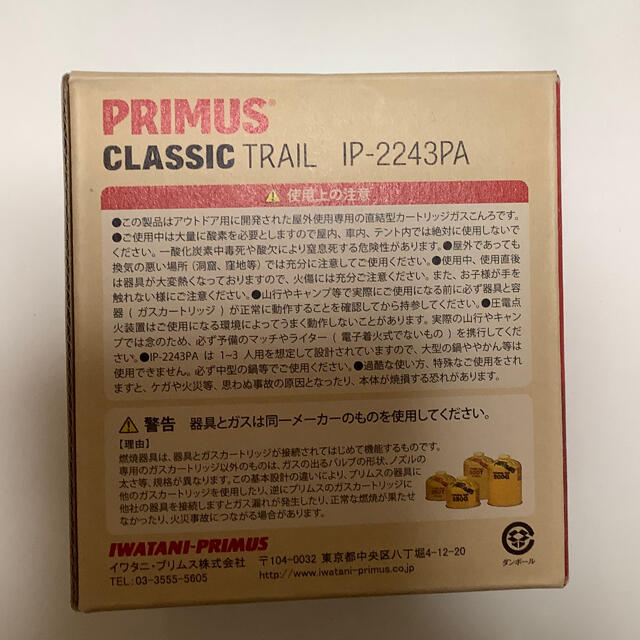 PRIMUS®
CLASSIC TRAIL IP-2243PA
⚠ 使用上の注意
●この製品はアウトドア用に開発された屋外使用専用の直結型カートリッジガスこんろです。
●ご使用中は大量に酸素を必要としますので屋内、車内、テント内では絶対に使用しないで
ください。一酸化炭素中毒死や酸欠により窒息死する危険性があります。●屋外であっても
換気の悪い場所（洞窟、窪地等）では充分に注意してご使用ください。●使用中、使用直後
は器具が大変熱くなっておりますので、火傷には充分ご注意ください。また、お子様が手を
触れない様にご注意ください。●山行やキャンプ等で実際にご使用になる前に必ず器具と容
器（ガスカートリッジ）が正常に動作することを確認してから持参してください。●圧電点
火装置はご使用になる環境によってうまく動作しないことがあります。実際の山行やキャン
プでは念のため、必ず予備のマッチやライター（電子着火式でないもの）を携行してくだ
さい。●IP-2243PA は 1~3 人用を想定して設計されていますので、大型の鍋ややかん等は
使用できません。必ず中型の鍋等でご使用ください。●過酷な使い方、特殊なご使用をされ
ますと、ケガや火災等、思わぬ事故の原因となったり、本体が焼損する恐れがあります。
⚠ 警告 器具とガスは同一メーカーのものを使用してください。
【理由】
燃焼器具は、器具とガスカートリッジが接続されてはじめて機能するものです。
専用のガスカートリッジ以外のものは、ガスの出るバルブの形状、ノズルの
太さ等、規格が異なります。この基本設計の違いにより、プリムスの器具に
他のガスカートリッジを使用したり、逆にプリムスのガスカートリッジに
他社の器具を接続しますとガス漏れが発生したり、正常な燃焼が果たせ
なかったり、火災事故につながる場合があります。
IWATANI-PRIMUS
イワタニ・プリムス株式会社 〒104-0032 東京都中央区八丁堀4-12-20
TEL:03-3555-5605 http://www.iwatani-primus.co.jp
ダンボール